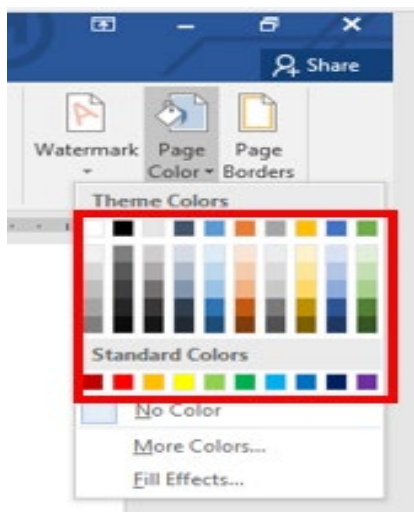 Share
Watermark Page Page
Color Borders
Theme Colors
Standard Colors
No Color
More Colors...
Fill Effects...